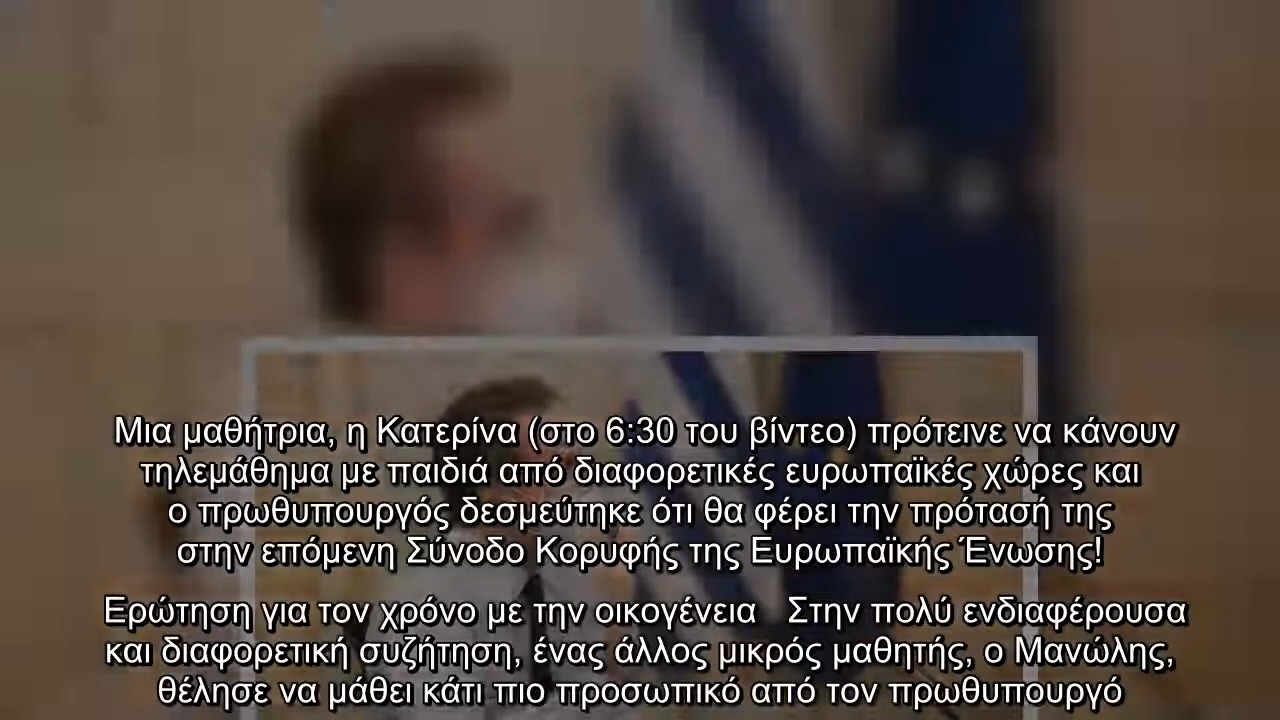 Μια μαθήτρια, η Κατερίνα (στο 6:30 του βίντεο) πρότεινε να κάνουν
τηλεμάθημα με παιδιά από διαφορετικές ευρωπαϊκές χώρες και
ο πρωθυπουργός δεσμεύτηκε ότι θα φέρει την πρότασή της
στην επόμενη Σύνοδο Κορυφής της Ευρωπαϊκής Ένωσης!
Ερώτηση για τον χρόνο με την οικογένεια   Στην πολύ ενδιαφέρουσα
και διαφορετική συζήτηση, ένας άλλος μικρός μαθητής, ο Μανώλης,
θέλησε να μάθει κάτι πιο προσωπικό από τον πρωθυπουργό